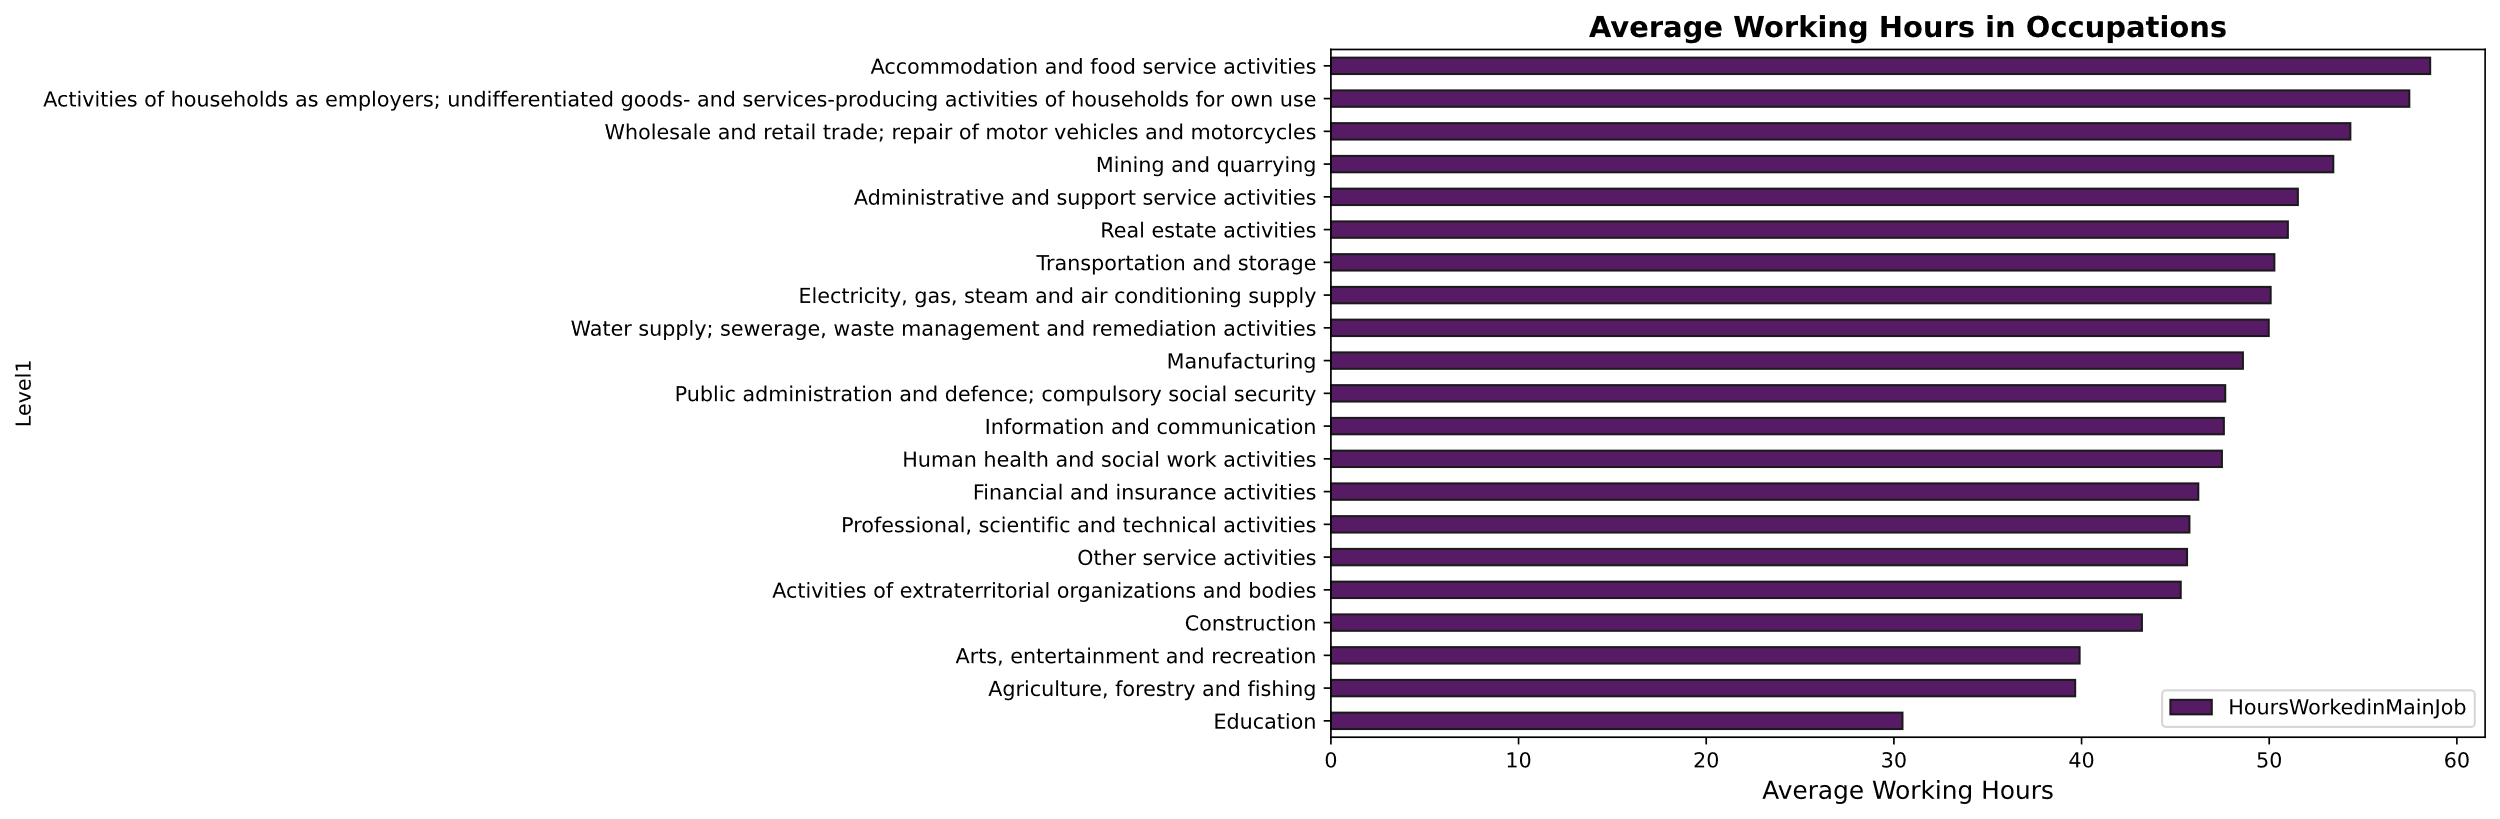 Average Working Hours in Occupations
Accommodation and food service activities
Activities of households as employers; undifferentiated goods- and services-producing activities of households for own use
Wholesale and retail trade; repair of motor vehicles and motorcycles
Mining and quarrying
Administrative and support service activities
Real estate activities
Transportation and storage
Electricity, gas, steam and air conditioning supply
Water supply; sewerage, waste management and remediation activities
Manufacturing
Public administration and defence; compulsory social security
Information and communication
Human health and social work activities
Financial and insurance activities
Professional, scientific and technical activities
Other service activities
Activities of extraterritorial organizations and bodies
Construction
Arts, entertainment and recreation
Agriculture, forestry and fishing
Education
Level1
HoursWorkedinMainJob
0 10 20 30 40 50 60
Average Working Hours